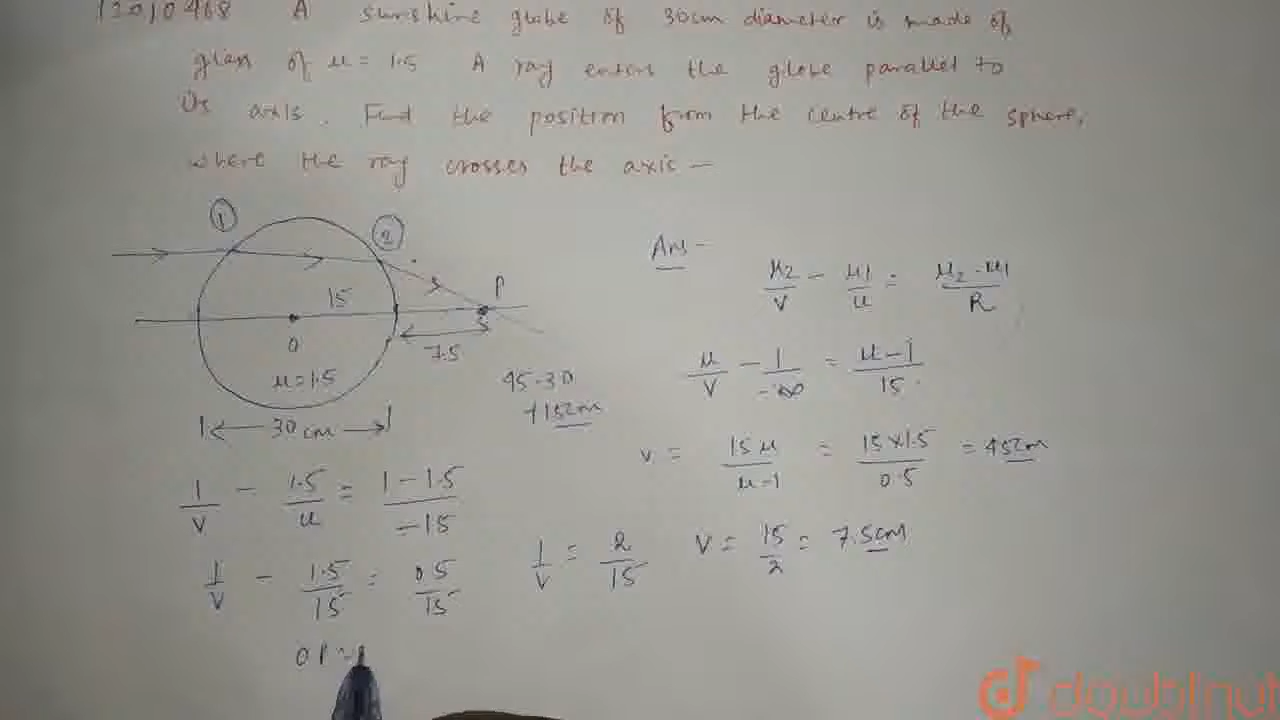 12010468 A sunshine globe of 30cm diameter is made of
glass of μ = 1.5 A ray enters the globe parallel to
its axis. Find the position from the centre of the sphere,
where the ray crosses the axis —
1 2
15 P
O
7.5
μ=1.5
30 cm
45-30
+15cm
Ans -
μ2/v - μ1/u = μ2-μ1/R
μ/v - 1/-∞ = μ-1/15
v = 15μ/μ-1 = 15×1.5/0.5 = 45cm
1/v - 1.5/u = 1-1.5/-15
1/v - 1.5/15 = 0.5/15
1/v = 2/15 v = 15/2 = 7.5cm
OP =
doubtnut